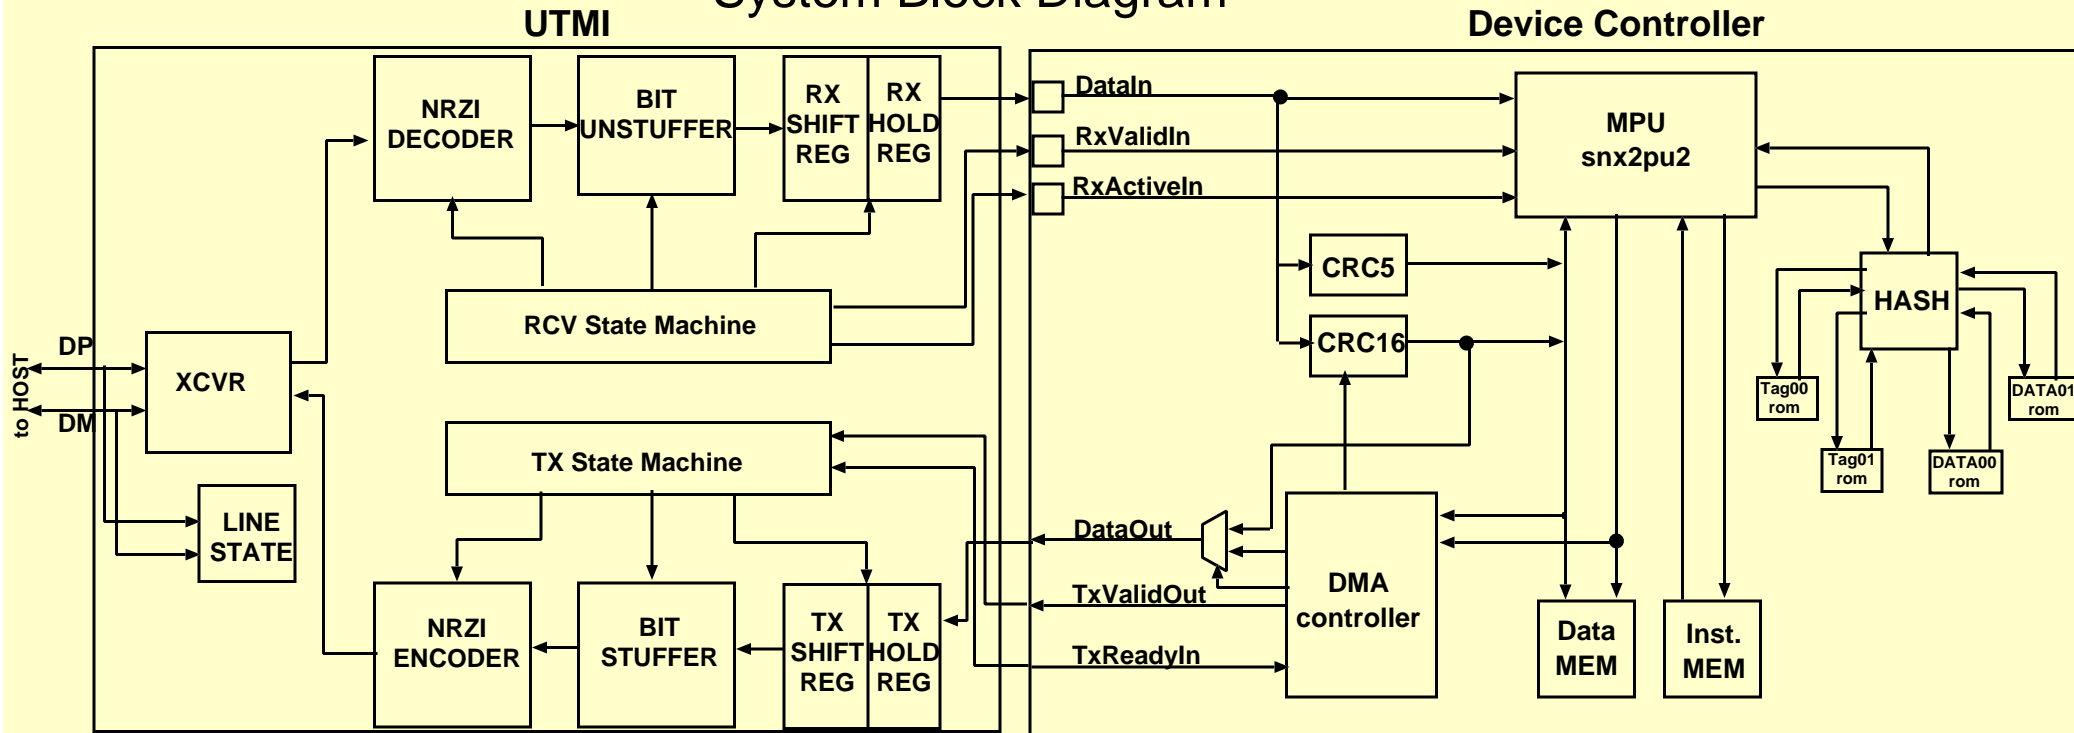 System Block Diagram
UTMI
Device Controller
NRZI
DECODER
BIT
UNSTUFFER
RX
SHIFT
REG
RX
HOLD
REG
DataIn
RxValidIn
RxActiveIn
MPU
snx2pu2
CRC5
CRC16
HASH
RCV State Machine
DP
DM
to HOST
XCVR
LINE
STATE
TX State Machine
Tag00
rom
DATA01
rom
Tag01
rom
DATA00
rom
NRZI
ENCODER
BIT
STUFFER
TX
SHIFT
REG
TX
HOLD
REG
DataOut
TxValidOut
TxReadyIn
DMA
controller
Data
MEM
Inst.
MEM